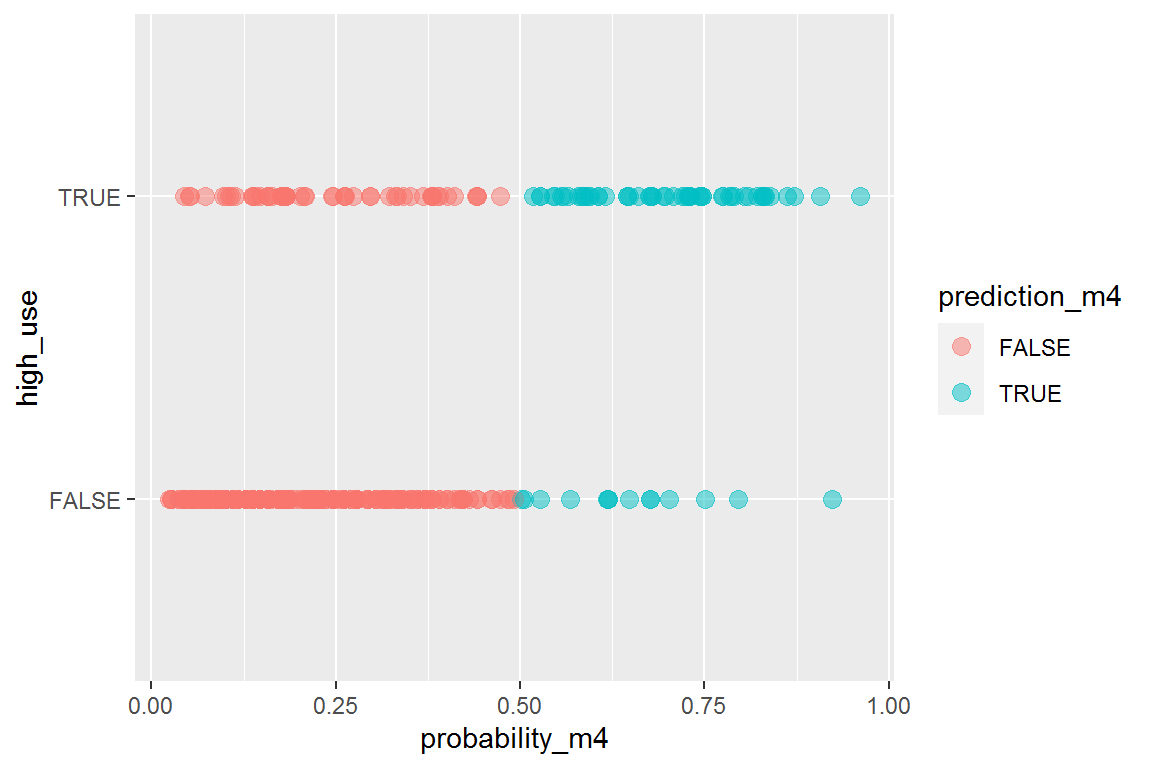 TRUE
FALSE
high_use
0.00 0.25 0.50 0.75 1.00
probability_m4
prediction_m4
FALSE
TRUE